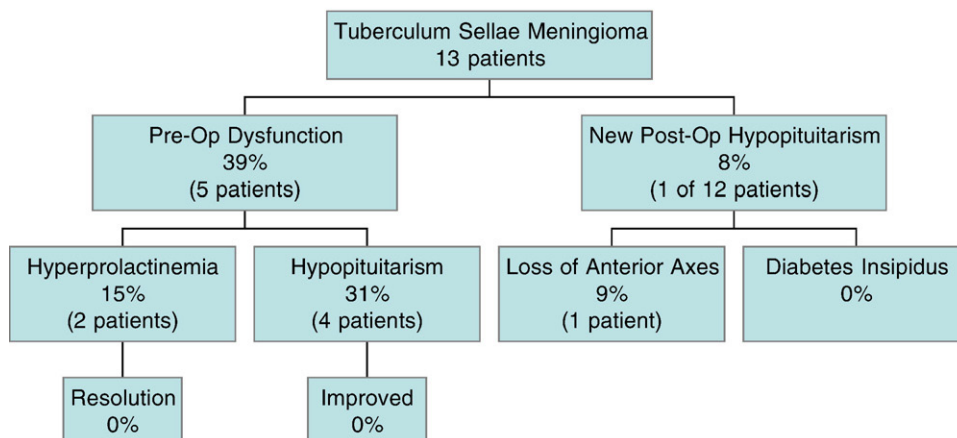 Tuberculum Sellae Meningioma
13 patients
Pre-Op Dysfunction
39%
(5 patients)
New Post-Op Hypopituitarism
8%
(1 of 12 patients)
Hyperprolactinemia
15%
(2 patients)
Hypopituitarism
31%
(4 patients)
Loss of Anterior Axes
9%
(1 patient)
Diabetes Insipidus
0%
Resolution
0%
Improved
0%